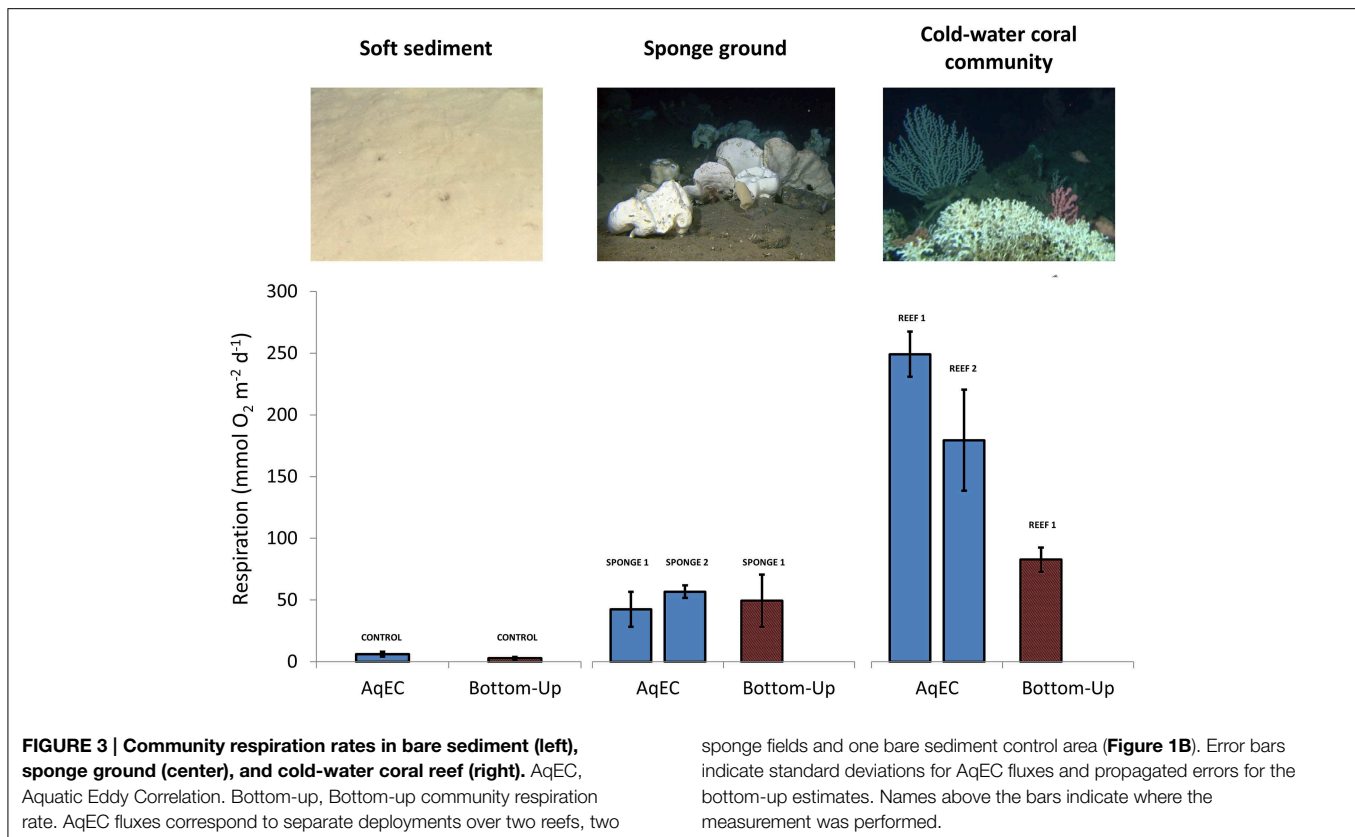 Soft sediment
Sponge ground
Cold-water coral
community
300
250
200
150
100
50
0
Respiration (mmol O2 m-2 d-1)
CONTROL
CONTROL
SPONGE 1
SPONGE 2
SPONGE 1
REEF 1
REEF 2
REEF 1
AqEC
Bottom-Up
AqEC
Bottom-Up
AqEC
Bottom-Up
FIGURE 3 | Community respiration rates in bare sediment (left),
sponge ground (center), and cold-water coral reef (right). AqEC,
Aquatic Eddy Correlation. Bottom-up, Bottom-up community respiration
rate. AqEC fluxes correspond to separate deployments over two reefs, two
sponge fields and one bare sediment control area (Figure 1B). Error bars
indicate standard deviations for AqEC fluxes and propagated errors for the
bottom-up estimates. Names above the bars indicate where the
measurement was performed.